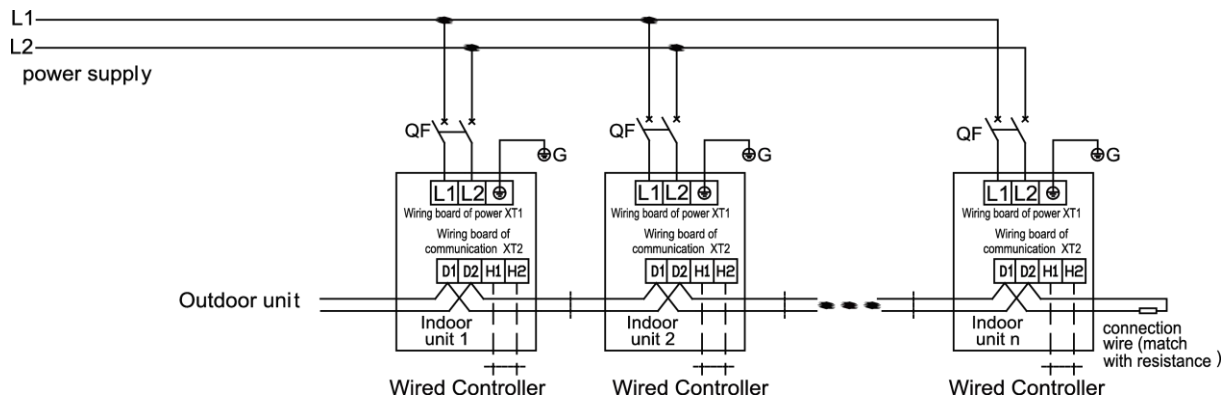 L1
L2
power supply
QF
G
QF
G
QF
G
L1 L2
L1 L2
L1 L2
Wiring board of power XT1
Wiring board of power XT1
Wiring board of power XT1
Wiring board of
communication XT2
Wiring board of
communication XT2
Wiring board of
communication XT2
D1 D2 H1 H2
D1 D2 H1 H2
D1 D2 H1 H2
Outdoor unit
Indoor
unit 1
Indoor
unit 2
Indoor
unit n
connection
wire (match
with resistance )
Wired Controller
Wired Controller
Wired Controller